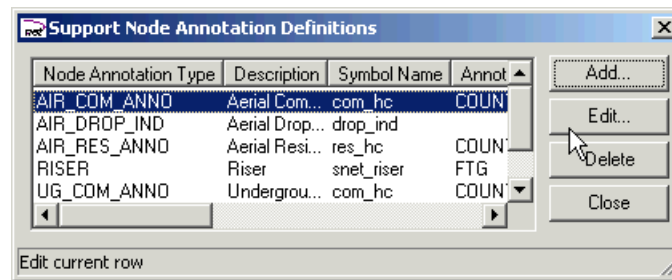 Support Node Annotation Definitions
Node Annotation Type Description Symbol Name Annot
AIR_COM_ANNO Aerial Com... com_hc COUN
AIR_DROP_IND Aerial Drop... drop_ind
AIR_RES_ANNO Aerial Resi... res_hc COUN
RISER Riser snet_riser FTG
UG_COM_ANNO Undergrou... com_hc COUN
Add...
Edit...
Delete
Close
Edit current row